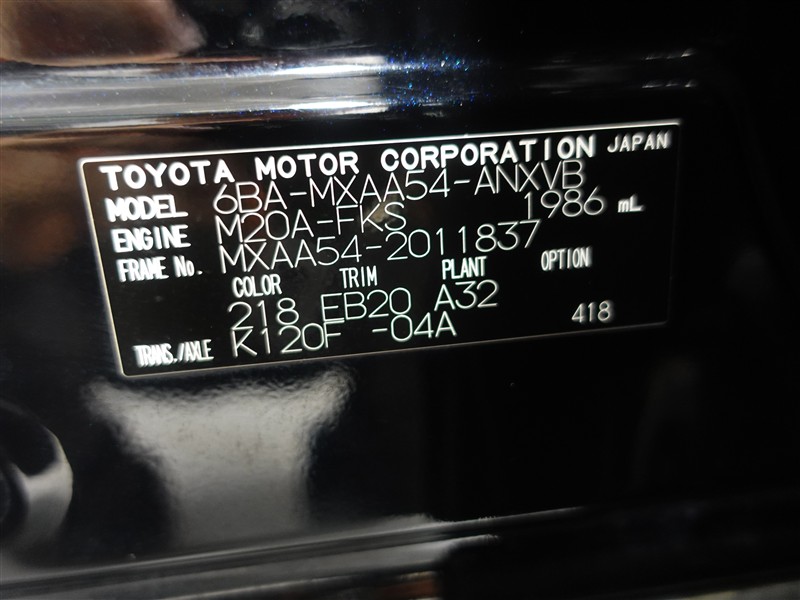 TOYOTA MOTOR CORPORATION JAPAN
MODEL 6BA-MXAA54-ANXVB
ENGINE M20A-FKS 1986 mL
FRAME No. MXAA54-2011837
COLOR TRIM PLANT OPTION
218 EB20 A32
TRANS./AXLE K120F -04A 418